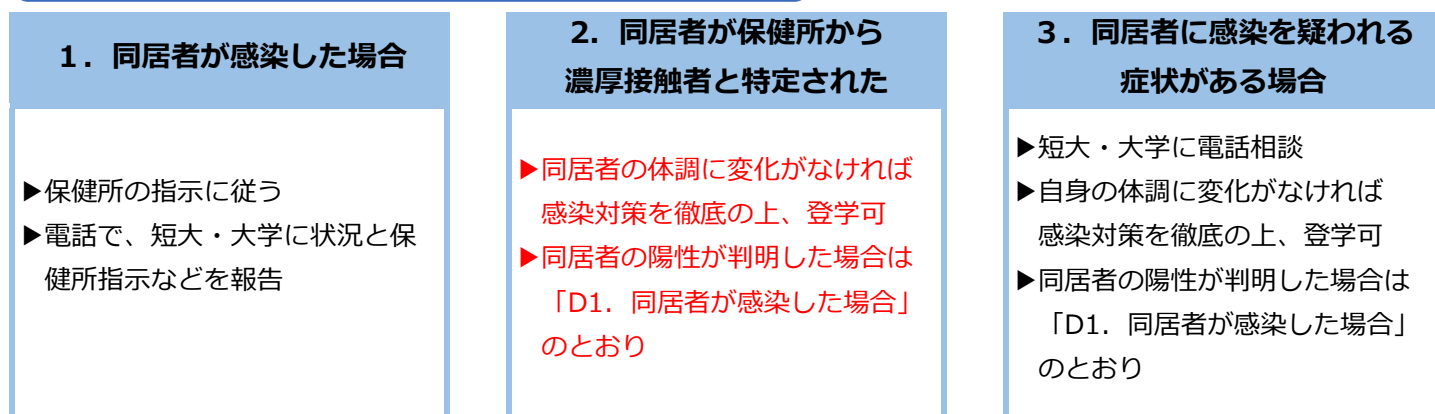 １．同居者が感染した場合
▶保健所の指示に従う
▶電話で、短大・大学に状況と保
健所指示などを報告
2．同居者が保健所から
濃厚接触者と特定された
▶同居者の体調に変化がなければ
感染対策を徹底の上、登学可
▶同居者の陽性が判明した場合は
「D1．同居者が感染した場合」
のとおり
３．同居者に感染を疑われる
症状がある場合
▶短大・大学に電話相談
▶自身の体調に変化がなければ
感染対策を徹底の上、登学可
▶同居者の陽性が判明した場合は
「D1．同居者が感染した場合」
のとおり